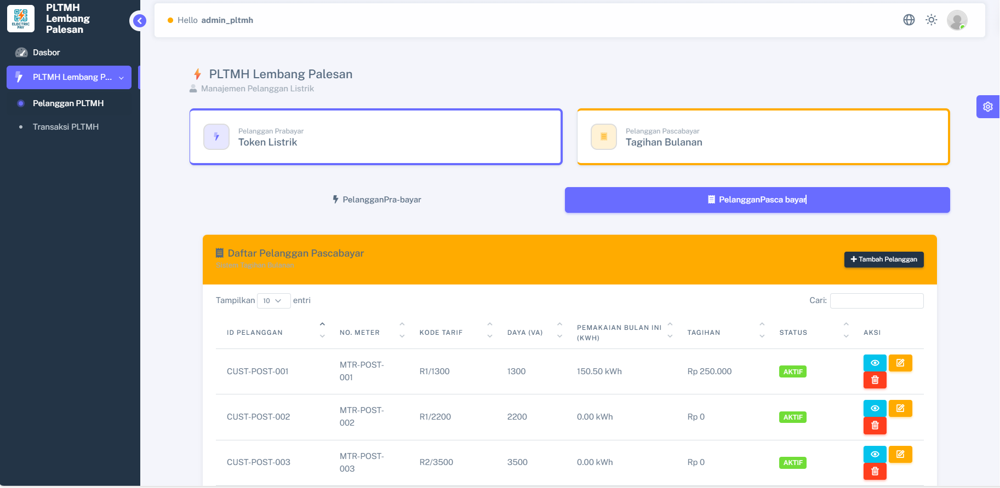 ELECTRIC
PAY
PLTMH
Lembang
Palesan
Dasbor
PLTMH Lembang P...
Pelanggan PLTMH
Transaksi PLTMH
Hello admin_pltmh
PLTMH Lembang Palesan
Manajemen Pelanggan Listrik
Pelanggan Prabayar
Token Listrik
Pelanggan Pascabayar
Tagihan Bulanan
PelangganPra-bayar
PelangganPasca bayar
Daftar Pelanggan Pascabayar
Sistem Tagihan Bulanan
Tambah Pelanggan
Tampilkan 10 entri
Cari:
ID PELANGGAN NO. METER KODE TARIF DAYA (VA) PEMAKAIAN BULAN INI (KWH) TAGIHAN STATUS AKSI
CUST-POST-001 MTR-POST-001 R1/1300 1300 150.50 kWh Rp 250.000 AKTIF
CUST-POST-002 MTR-POST-002 R1/2200 2200 0.00 kWh Rp 0 AKTIF
CUST-POST-003 MTR-POST-003 R2/3500 3500 0.00 kWh Rp 0 AKTIF